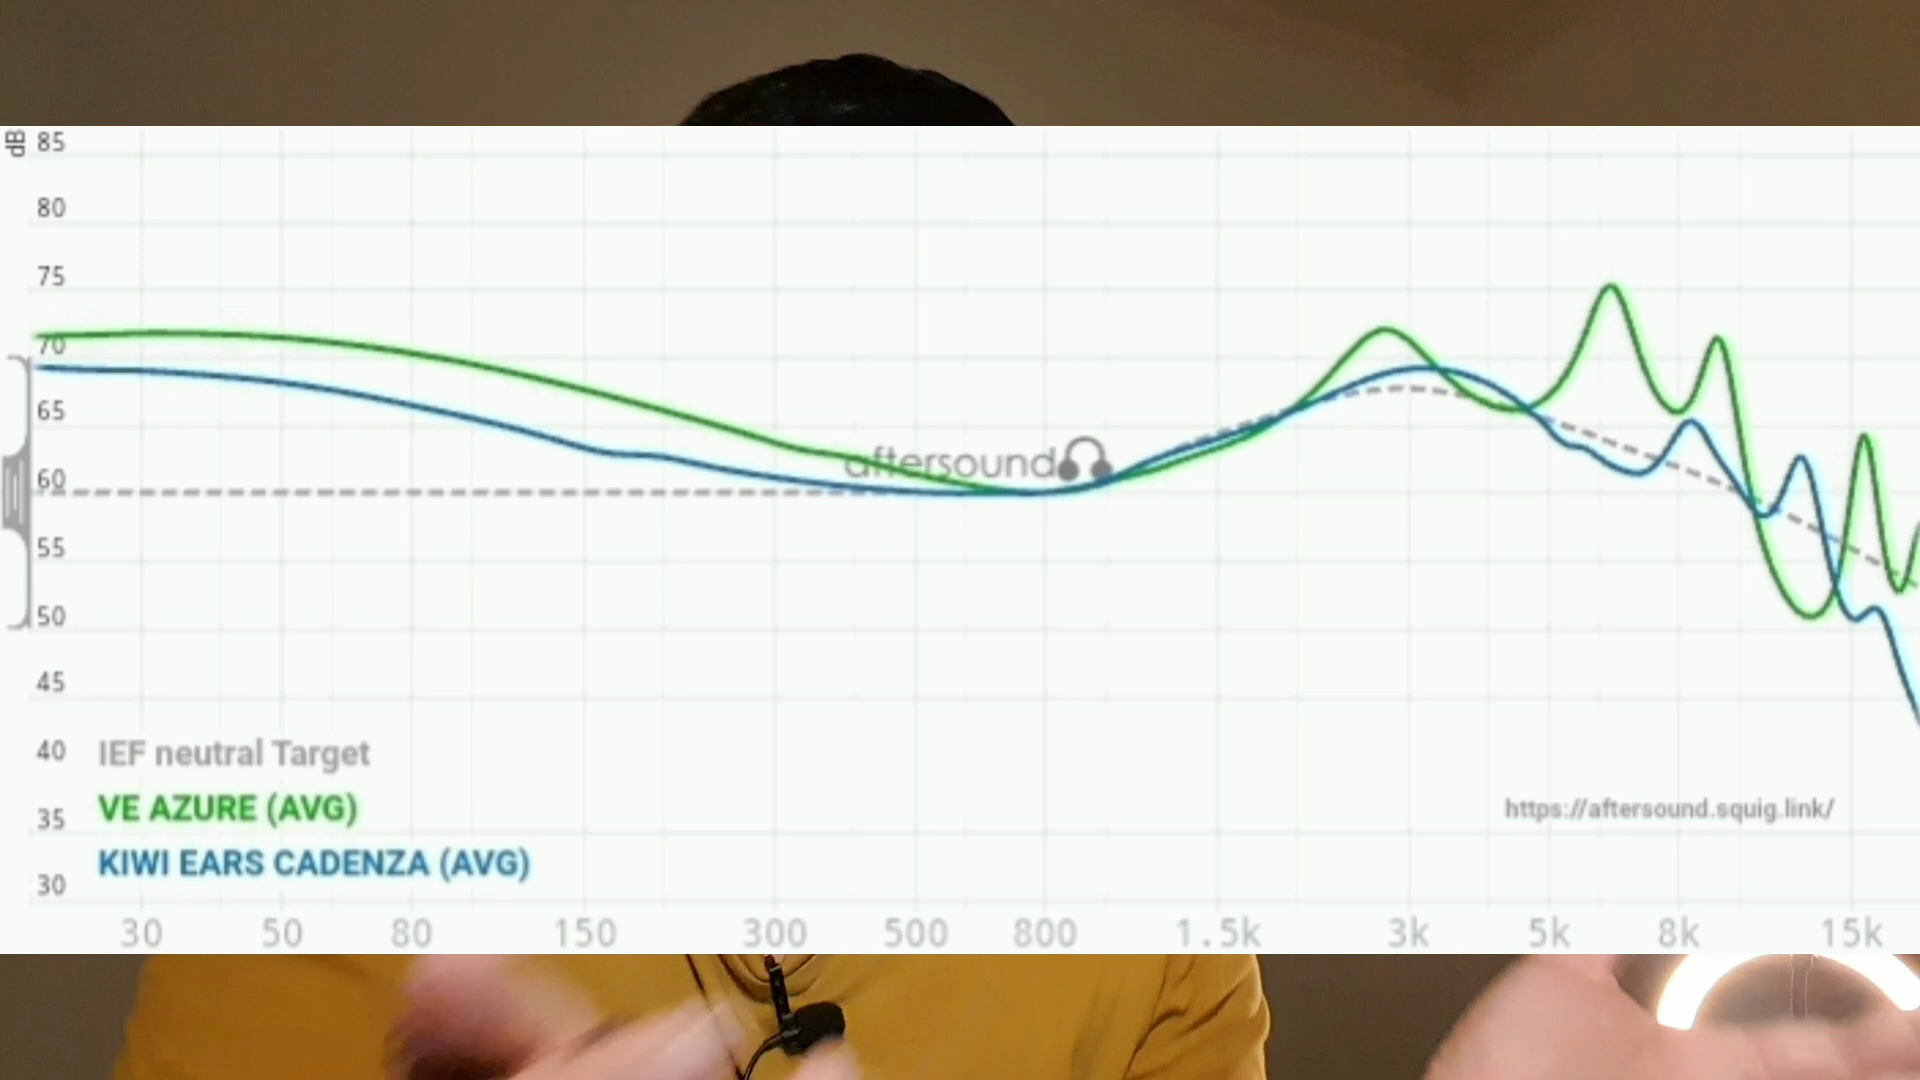 dB
85
80
75
70
65
60
55
50
45
40
35
30
aftersound
IEF neutral Target
VE AZURE (AVG)
KIWI EARS CADENZA (AVG)
https://aftersound.squig.link/
30 50 80 150 300 500 800 1.5k 3k 5k 8k 15k